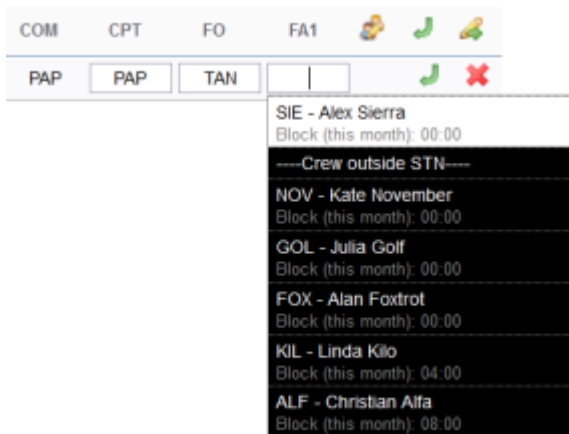 COM CPT FO FA1
PAP PAP TAN
SIE - Alex Sierra
Block (this month): 00:00
----Crew outside STN----
NOV - Kate November
Block (this month): 00:00
GOL - Julia Golf
Block (this month): 00:00
FOX - Alan Foxtrot
Block (this month): 00:00
KIL - Linda Kilo
Block (this month): 04:00
ALF - Christian Alfa
Block (this month): 08:00